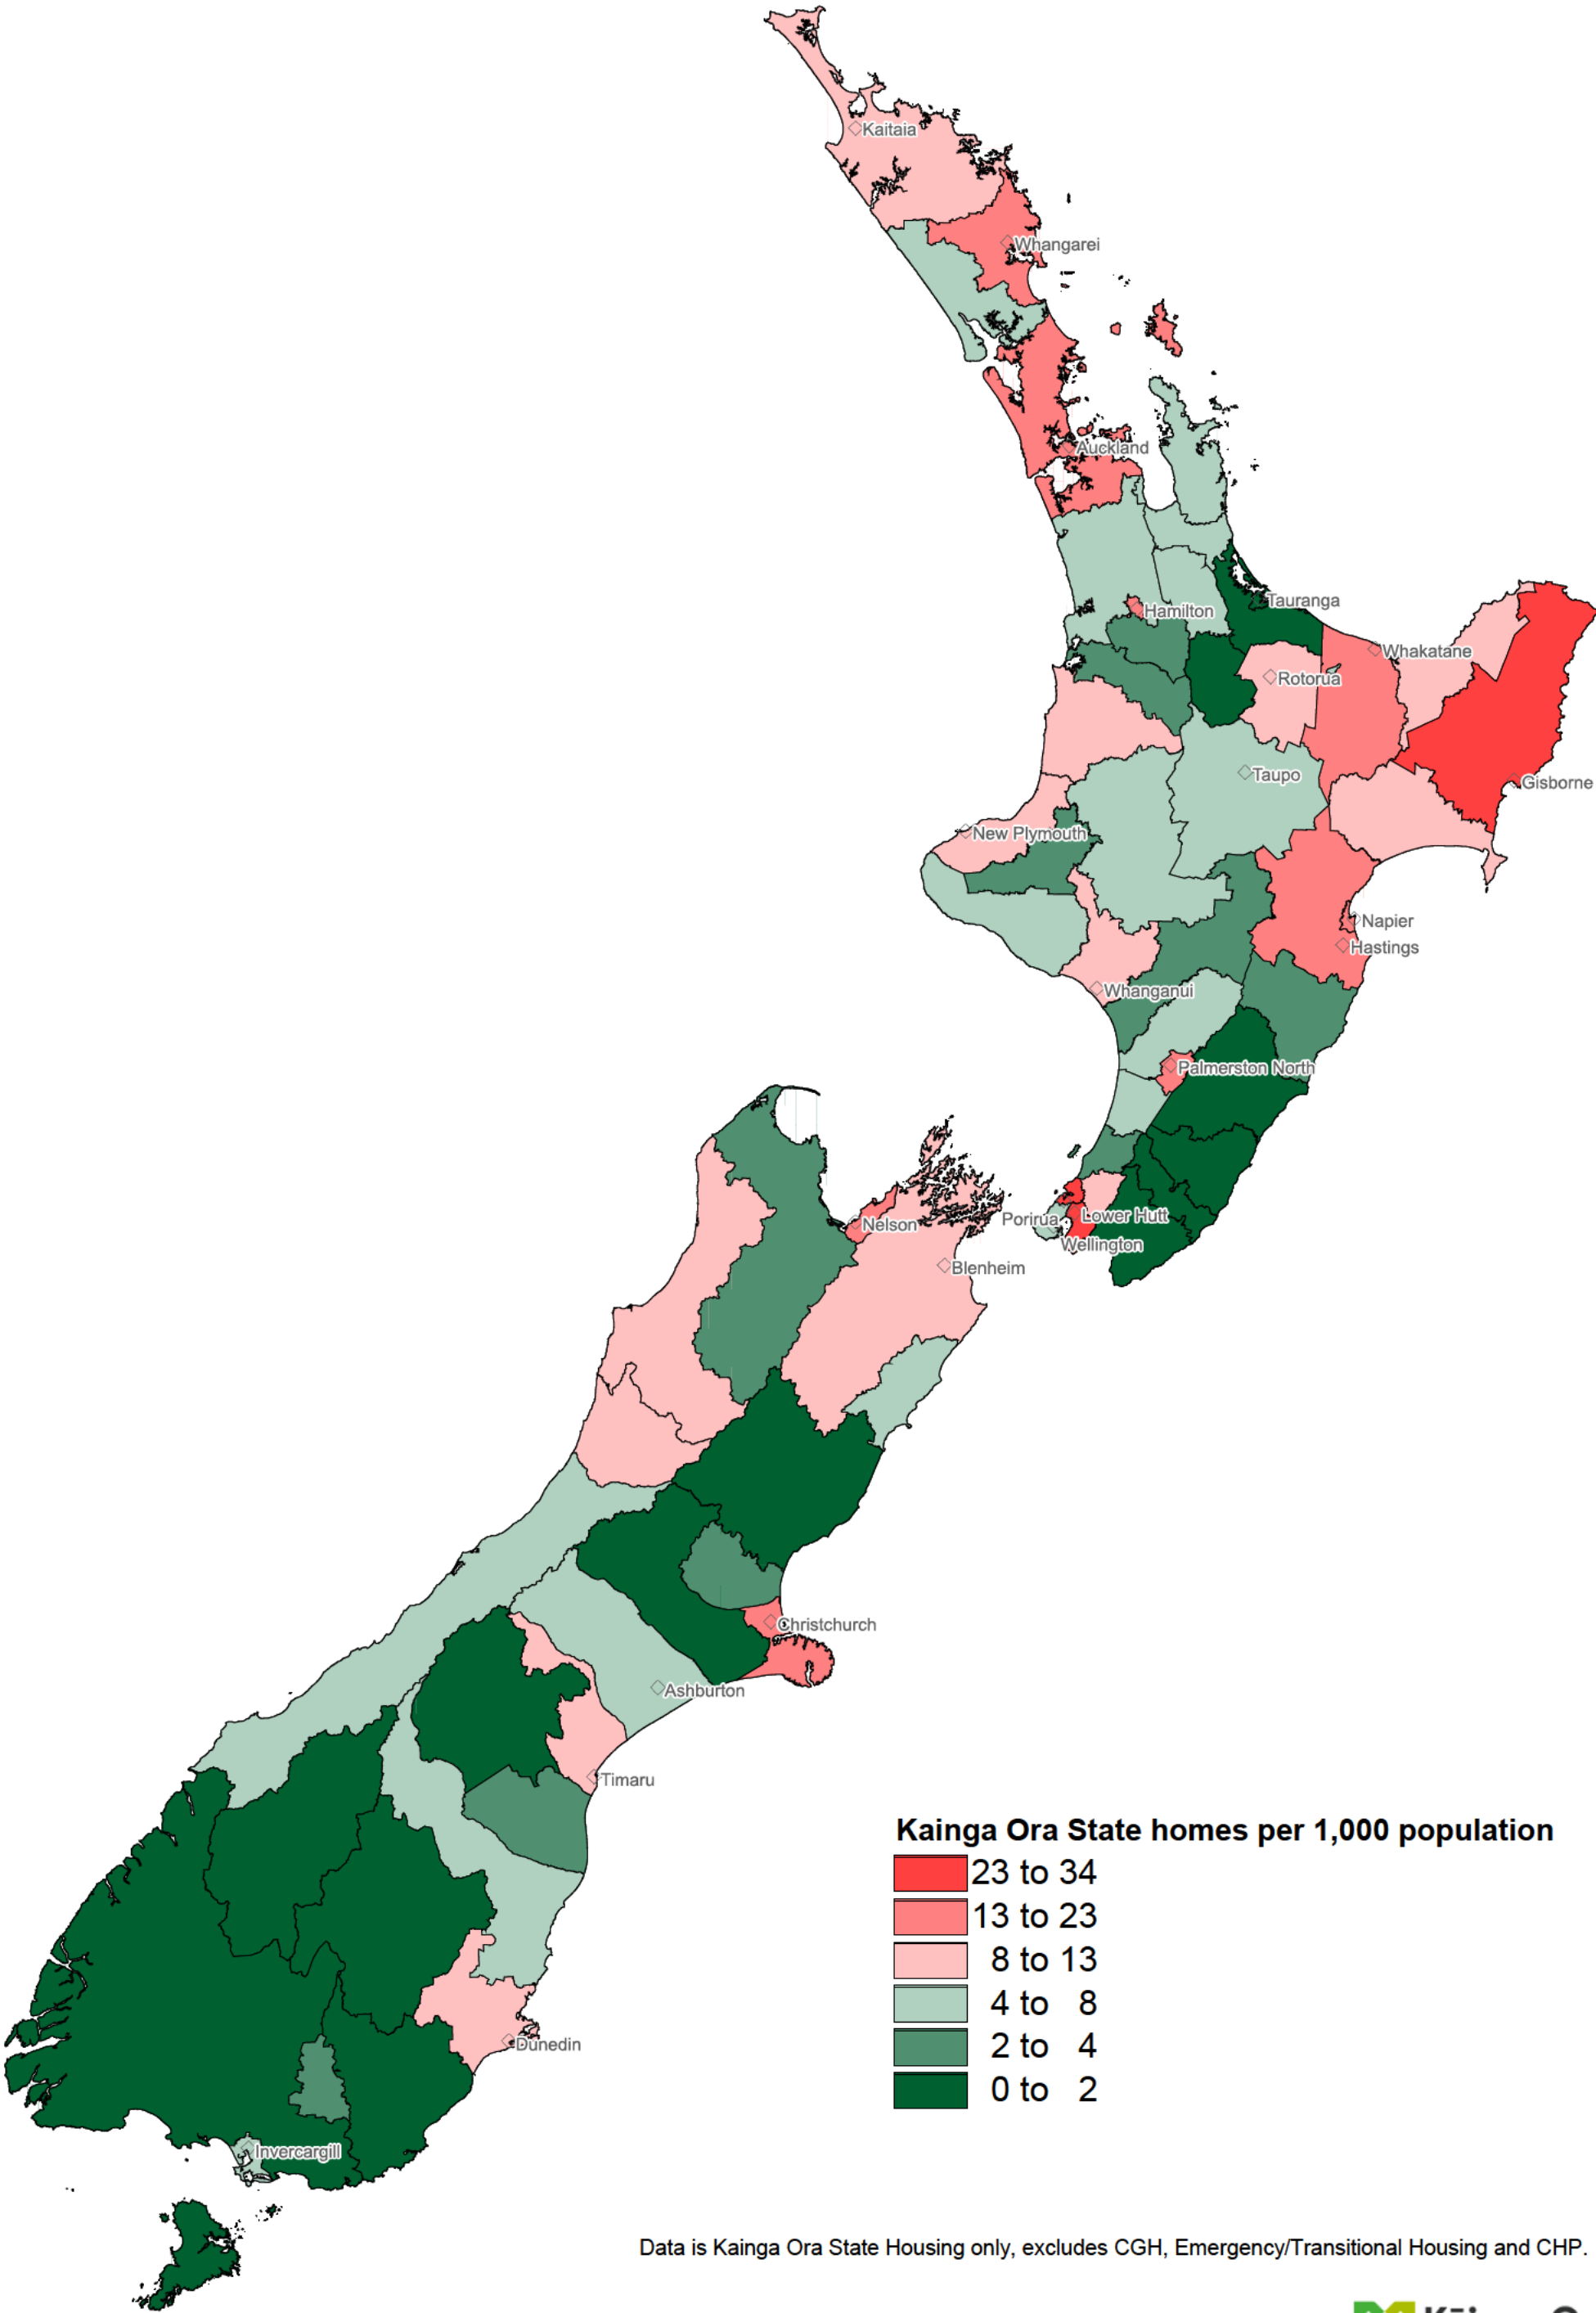 Kaitaia
Whangarei
Auckland
Hamilton
Tauranga
Whakatane
Rotorua
Taupo
Gisborne
New Plymouth
Napier
Hastings
Whanganui
Palmerston North
Nelson
Porirua
Lower Hutt
Wellington
Blenheim
Christchurch
Ashburton
Timaru
Dunedin
Invercargill
Kainga Ora State homes per 1,000 population
23 to 34
13 to 23
8 to 13
4 to 8
2 to 4
0 to 2
Data is Kainga Ora State Housing only, excludes CGH, Emergency/Transitional Housing and CHP.